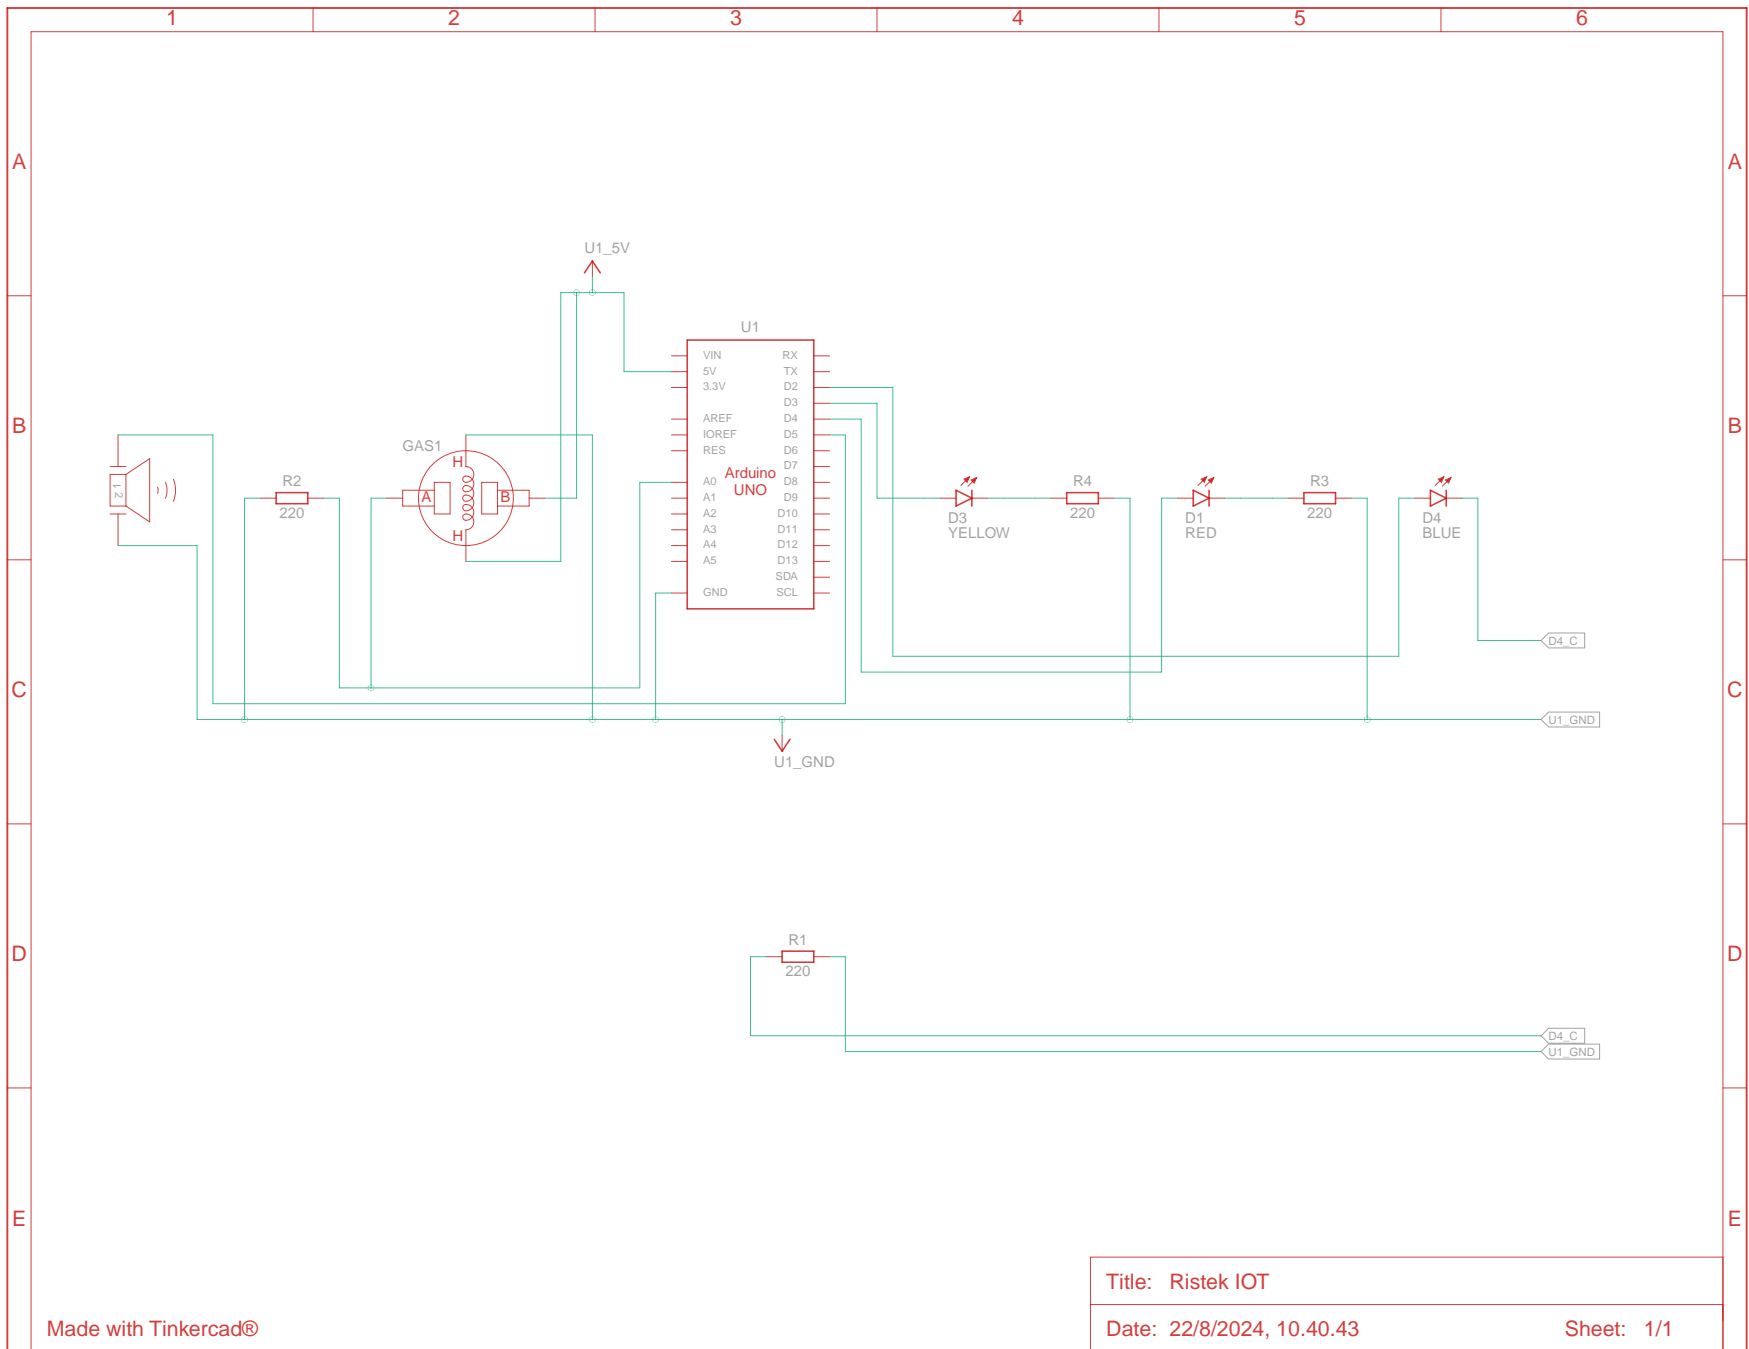 1 2 3 4 5 6
A A
U1_5V
U1
VIN RX
5V TX
3.3V D2
D3
AREF D4
IOREF D5
RES D6
D7
A0 D8
A1 D9
A2 D10
A3 D11
A4 D12
A5 D13
SDA
GND SCL
Arduino
UNO
B B
GAS1
H
A B
H
1 2
R2
220
D3
YELLOW
R4
220
D1
RED
R3
220
D4
BLUE
D4_C
C C
U1_GND
U1_GND
D D
R1
220
D4_C
U1_GND
E E
Title: Ristek IOT
Made with Tinkercad®
Date: 22/8/2024, 10.40.43 Sheet: 1/1